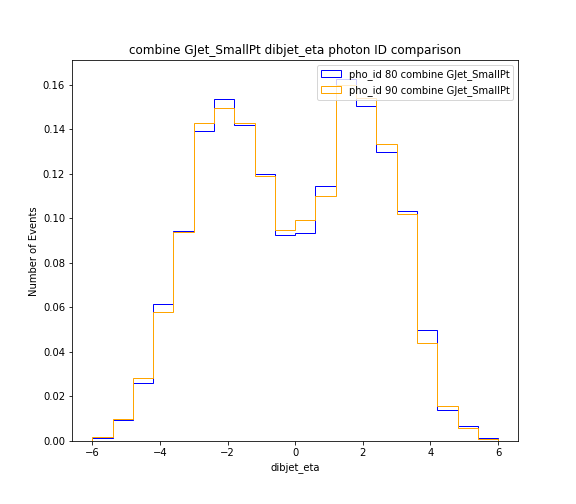 combine GJet_SmallPt dibjet_eta photon ID comparison
pho_id 80 combine GJet_SmallPt
pho_id 90 combine GJet_SmallPt
0.16
0.14
0.12
0.10
0.08
0.06
0.04
0.02
0.00
Number of Events
−6 −4 −2 0 2 4 6
dibjet_eta